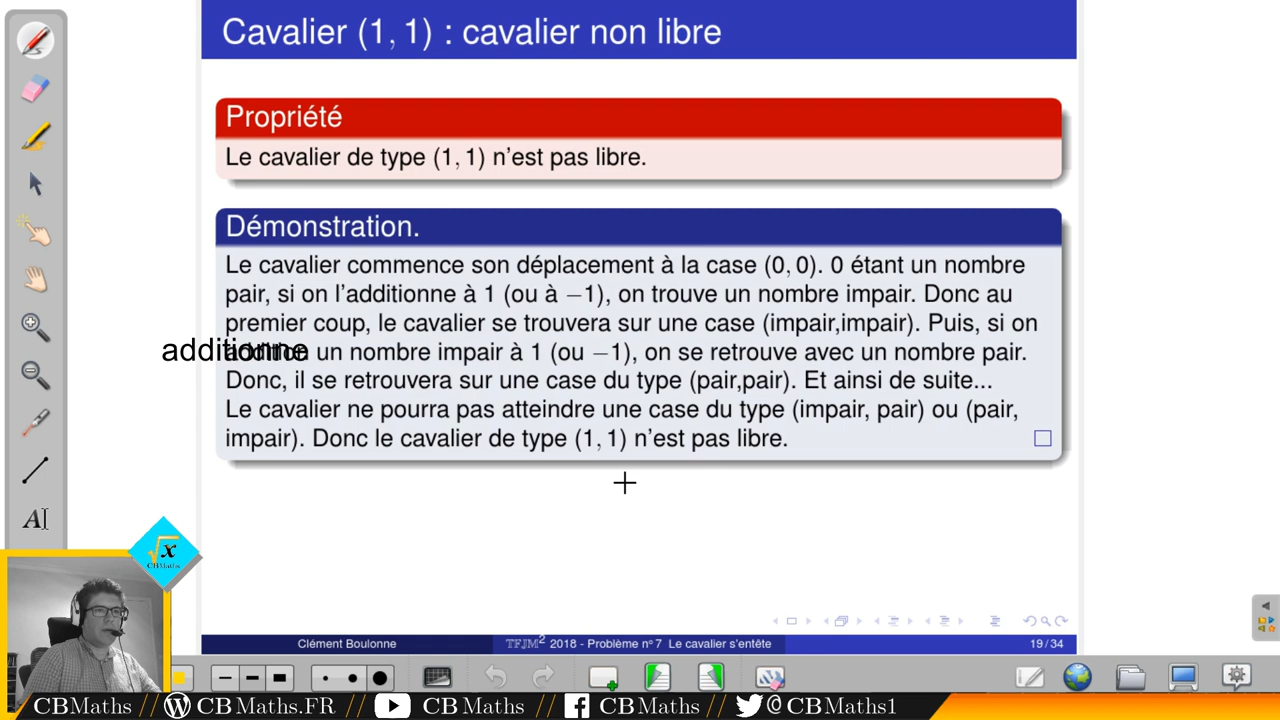 Cavalier (1, 1) : cavalier non libre
Propriété
Le cavalier de type (1, 1) n'est pas libre.
Démonstration.
Le cavalier commence son déplacement à la case (0, 0). 0 étant un nombre
pair, si on l'additionne à 1 (ou à −1), on trouve un nombre impair. Donc au
premier coup, le cavalier se trouvera sur une case (impair,impair). Puis, si on
additionne un nombre impair à 1 (ou −1), on se retrouve avec un nombre pair.
Donc, il se retrouvera sur une case du type (pair,pair). Et ainsi de suite...
Le cavalier ne pourra pas atteindre une case du type (impair, pair) ou (pair,
impair). Donc le cavalier de type (1, 1) n'est pas libre.
Clément Boulonne
TFJM² 2018 - Problème nº 7 Le cavalier s'entête
19 / 34
√x
CBMaths
CBMaths // CBMaths.FR // CBMaths // CBMaths // @CBMaths1